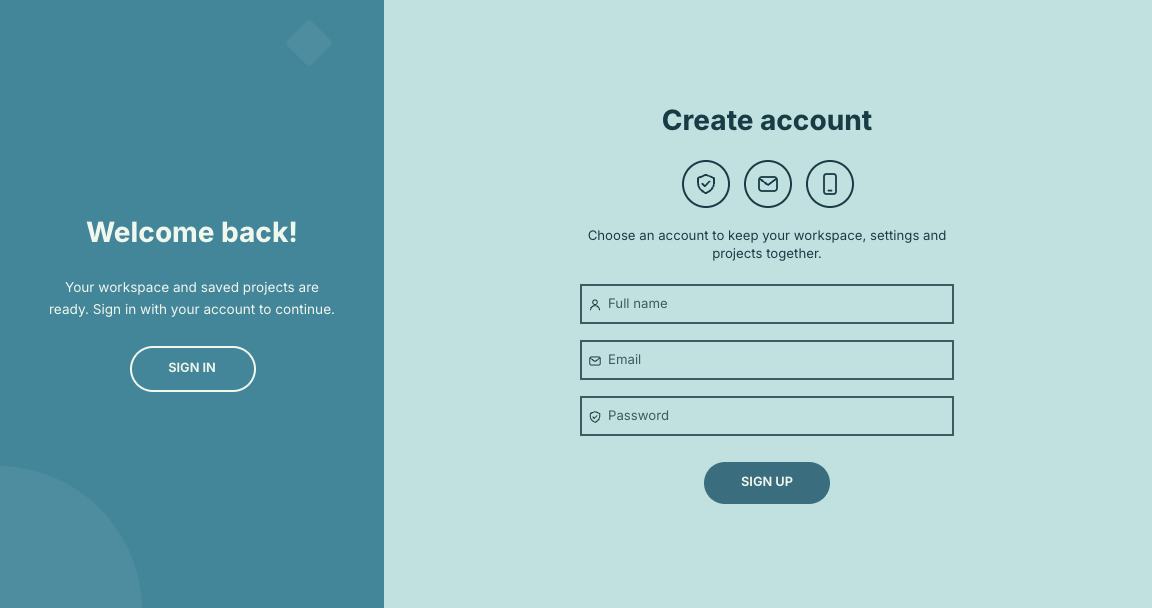 Welcome back!
Your workspace and saved projects are
ready. Sign in with your account to continue.
SIGN IN
Create account
Choose an account to keep your workspace, settings and
projects together.
Full name
Email
Password
SIGN UP